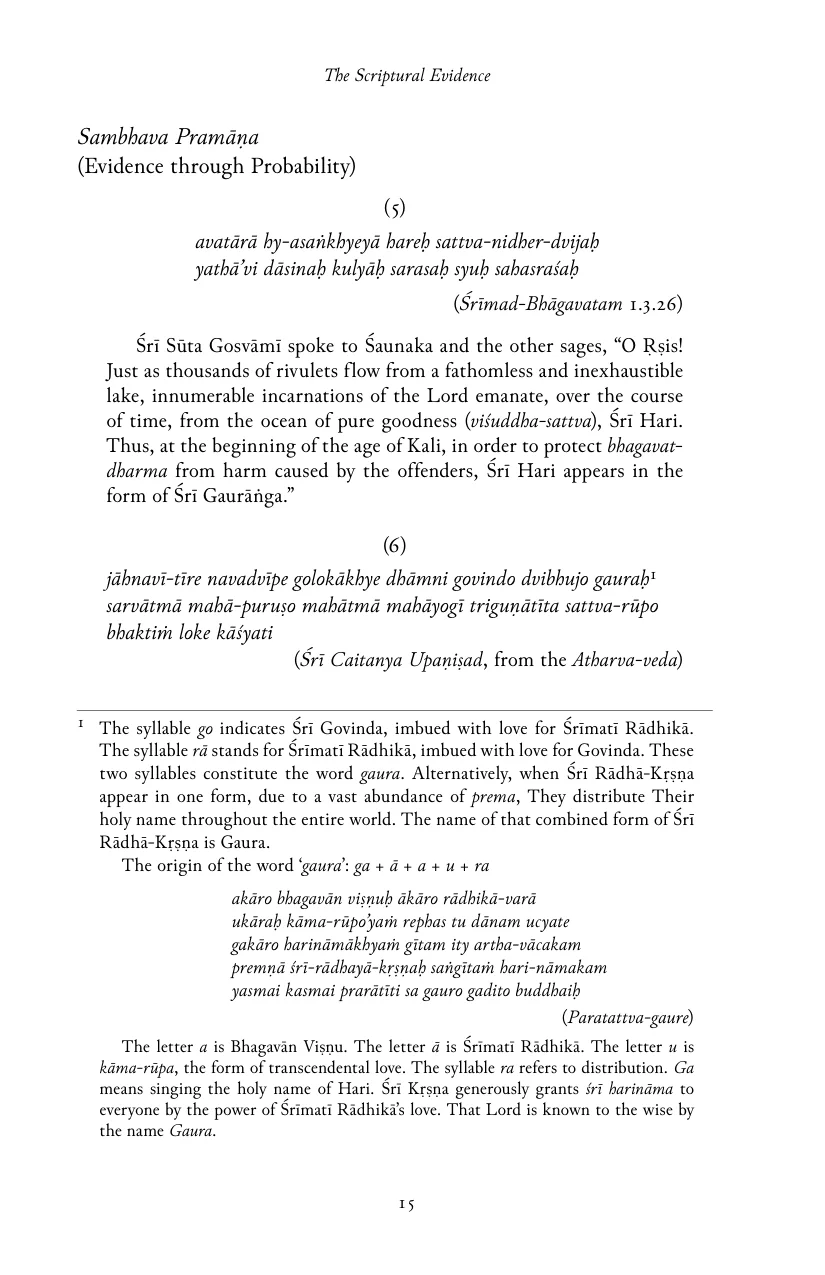 The Scriptural Evidence
Sambhava Pramāṇa
(Evidence through Probability)
(5)
avatārā hy-asaṅkhyeyā hareḥ sattva-nidher-dvijaḥ
yathā’vi dāsinaḥ kulyāḥ sarasaḥ syuḥ sahasraśaḥ
(Śrīmad-Bhāgavatam 1.3.26)
Śrī Sūta Gosvāmī spoke to Śaunaka and the other sages, “O Ṛṣis!
Just as thousands of rivulets flow from a fathomless and inexhaustible
lake, innumerable incarnations of the Lord emanate, over the course
of time, from the ocean of pure goodness (viśuddha-sattva), Śrī Hari.
Thus, at the beginning of the age of Kali, in order to protect bhagavat-
dharma from harm caused by the offenders, Śrī Hari appears in the
form of Śrī Gaurāṅga.”
(6)
jāhnavī-tīre navadvīpe golokākhye dhāmni govindo dvibhujo gauraḥ¹
sarvātmā mahā-puruṣo mahātmā mahāyogī triguṇātīta sattva-rūpo
bhaktiṁ loke kāśyati
(Śrī Caitanya Upaṇiṣad, from the Atharva-veda)
1 The syllable go indicates Śrī Govinda, imbued with love for Śrīmatī Rādhikā.
The syllable rā stands for Śrīmatī Rādhikā, imbued with love for Govinda. These
two syllables constitute the word gaura. Alternatively, when Śrī Rādhā-Kṛṣṇa
appear in one form, due to a vast abundance of prema, They distribute Their
holy name throughout the entire world. The name of that combined form of Śrī
Rādhā-Kṛṣṇa is Gaura.
The origin of the word ‘gaura’: ga + ā + a + u + ra
akāro bhagavān viṣṇuḥ ākāro rādhikā-varā
ukāraḥ kāma-rūpo’yaṁ rephas tu dānam ucyate
gakāro harināmākhyaṁ gītam ity artha-vācakam
premṇā śrī-rādhayā-kṛṣṇaḥ saṅgītaṁ hari-nāmakam
yasmai kasmai prarātīti sa gauro gadito buddhaiḥ
(Paratattva-gaure)
The letter a is Bhagavān Viṣṇu. The letter ā is Śrīmatī Rādhikā. The letter u is
kāma-rūpa, the form of transcendental love. The syllable ra refers to distribution. Ga
means singing the holy name of Hari. Śrī Kṛṣṇa generously grants śrī harināma to
everyone by the power of Śrīmatī Rādhikā’s love. That Lord is known to the wise by
the name Gaura.
15